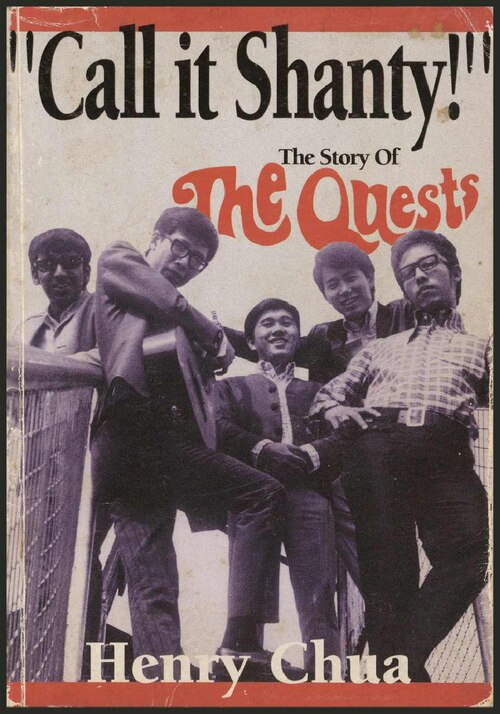 "Call it Shanty!"
The Story Of
The Quests
Henry Chua